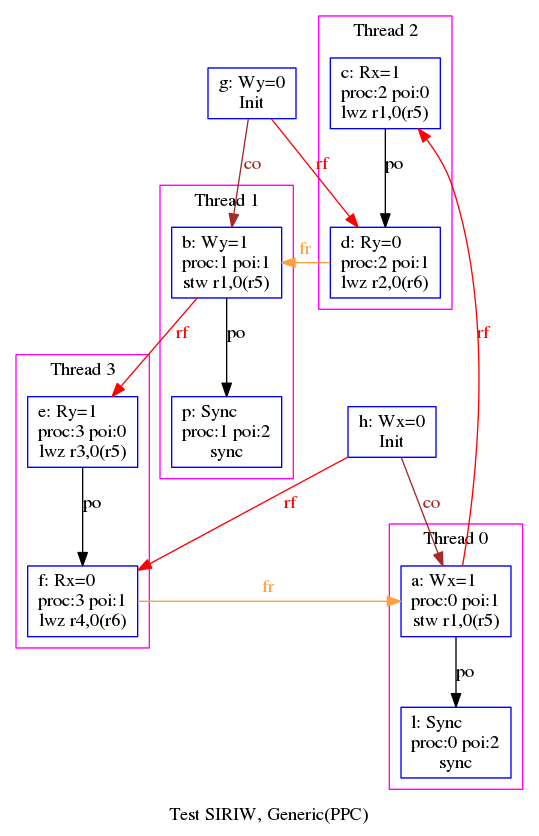 Thread 2
c: Rx=1
proc:2 poi:0
lwz r1,0(r5)
g: Wy=0
Init
co
rf
po
Thread 1
b: Wy=1
proc:1 poi:1
stw r1,0(r5)
fr
d: Ry=0
proc:2 poi:1
lwz r2,0(r6)
rf
po
rf
Thread 3
e: Ry=1
proc:3 poi:0
lwz r3,0(r5)
p: Sync
proc:1 poi:2
sync
h: Wx=0
Init
po
rf
co
Thread 0
f: Rx=0
proc:3 poi:1
lwz r4,0(r6)
fr
a: Wx=1
proc:0 poi:1
stw r1,0(r5)
po
l: Sync
proc:0 poi:2
sync
Test SIRIW, Generic(PPC)